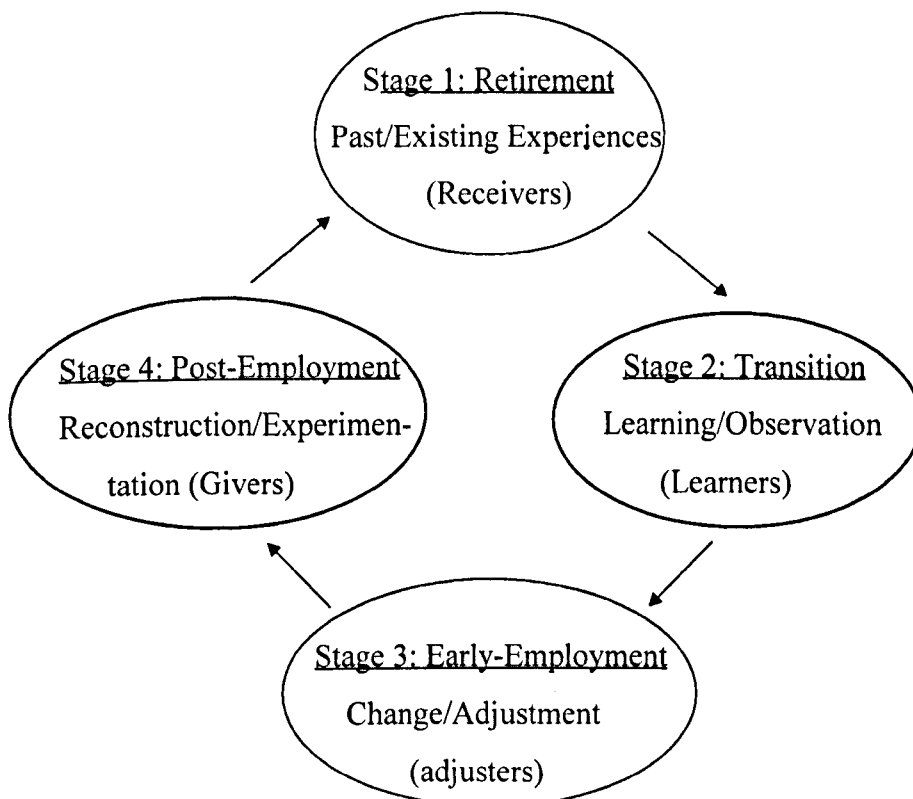 Stage 1: Retirement
Past/Existing Experiences
(Receivers)
Stage 4: Post-Employment
Reconstruction/Experimen-
tation (Givers)
Stage 2: Transition
Learning/Observation
(Learners)
Stage 3: Early-Employment
Change/Adjustment
(adjusters)